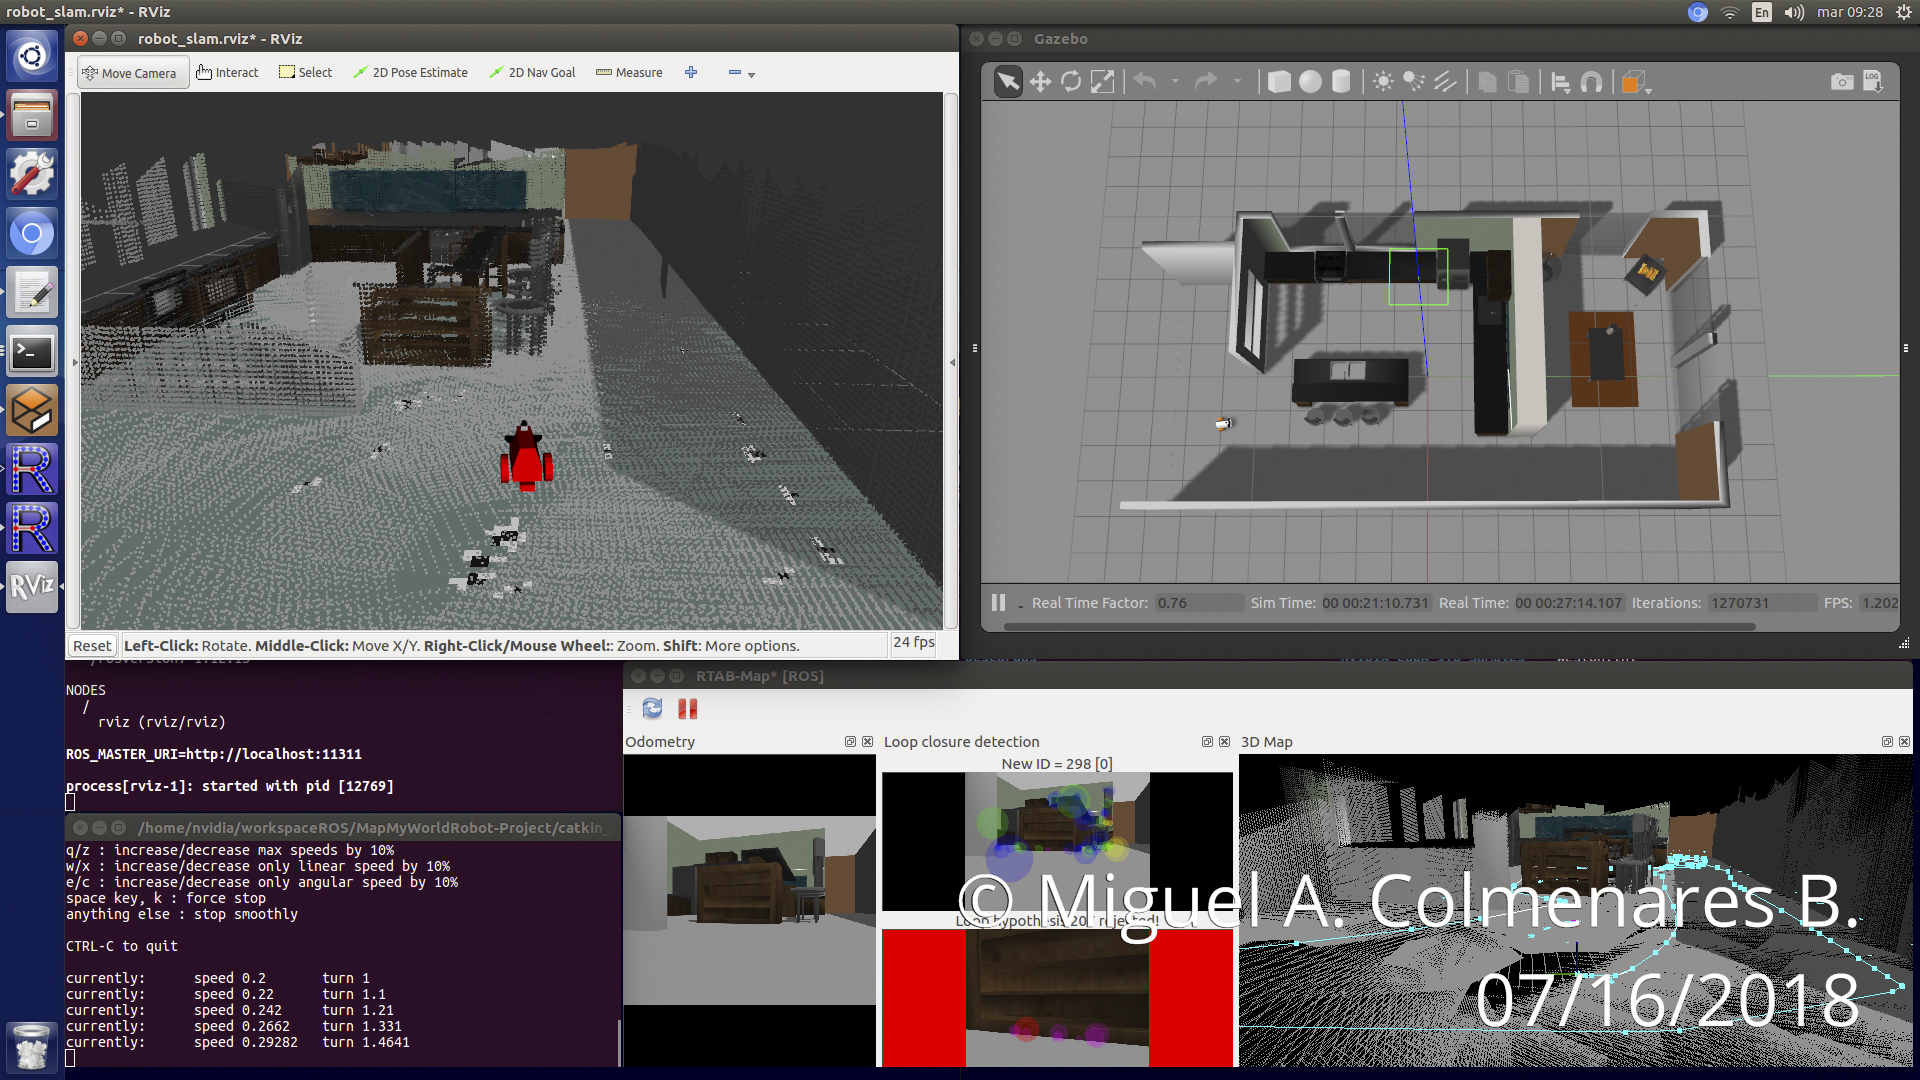 robot_slam.rviz* - RViz
En
mar 09:28
robot_slam.rviz* - RViz
Move Camera
Interact
Select
2D Pose Estimate
2D Nav Goal
Measure
Reset
Left-Click: Rotate. Middle-Click: Move X/Y. Right-Click/Mouse Wheel:: Zoom. Shift: More options.
24 fps
Gazebo
LOG
Real Time Factor: 0.76
Sim Time: 00 00:21:10.731
Real Time: 00 00:27:14.107
Iterations: 1270731
FPS: 1.202
RViz
NODES
/
rviz (rviz/rviz)
ROS_MASTER_URI=http://localhost:11311
process[rviz-1]: started with pid [12769]
/home/nvidia/workspaceROS/MapMyWorldRobot-Project/catkin_
q/z : increase/decrease max speeds by 10%
w/x : increase/decrease only linear speed by 10%
e/c : increase/decrease only angular speed by 10%
space key, k : force stop
anything else : stop smoothly
CTRL-C to quit
currently: speed 0.2 turn 1
currently: speed 0.22 turn 1.1
currently: speed 0.242 turn 1.21
currently: speed 0.2662 turn 1.331
currently: speed 0.29282 turn 1.4641
RTAB-Map* [ROS]
Odometry
Loop closure detection
3D Map
New ID = 298 [0]
Loop hypothesis rejected!
© Miguel A. Colmenares B.
07/16/2018